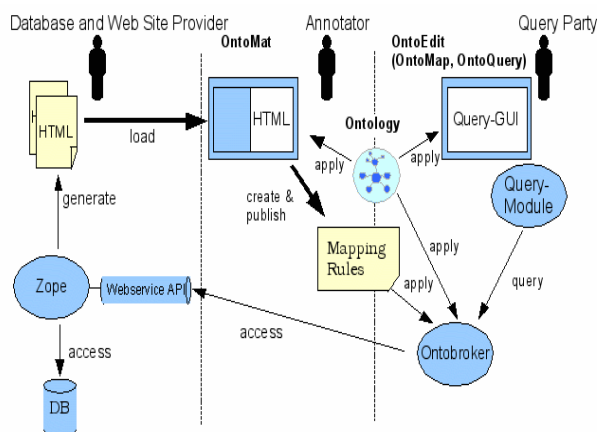 Database and Web Site Provider
Annotator
Query Party
OntoMat
OntoEdit
(OntoMap, OntoQuery)
HTML
load
HTML
Ontology
Query-GUI
apply
apply
generate
create &
publish
Query-
Module
Mapping
Rules
apply
apply
query
Zope
Webservice API
access
Ontobroker
access
DB